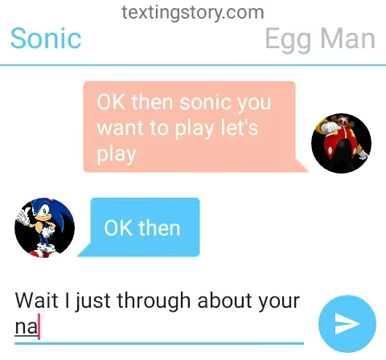 textingstory.com
Sonic
Egg Man
OK then sonic you
want to play let's
play
OK then
Wait I just through about your
na